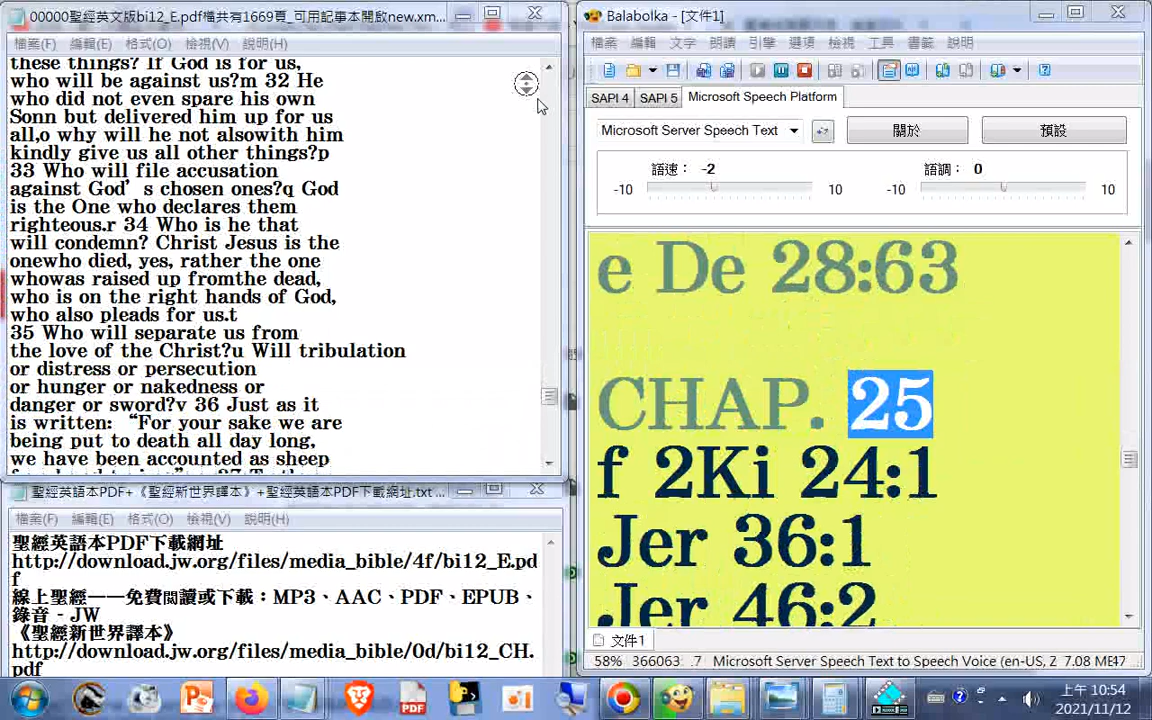 00000聖經英文版bi12_E.pdf檔共有1669頁_可用記事本開啟new.xm...
檔案(F) 編輯(E) 格式(O) 檢視(V) 說明(H)
these things? If God is for us,
who will be against us?m 32 He
who did not even spare his own
Sonn but delivered him up for us
all,o why will he not alsowith him
kindly give us all other things?p
33 Who will file accusation
against God’s chosen ones?q God
is the One who declares them
righteous.r 34 Who is he that
will condemn? Christ Jesus is the
onewho died, yes, rather the one
whowas raised up fromthe dead,
who is on the right hands of God,
who also pleads for us.t
35 Who will separate us from
the love of the Christ?u Will tribulation
or distress or persecution
or hunger or nakedness or
danger or sword?v 36 Just as it
is written: “For your sake we are
being put to death all day long,
we have been accounted as sheep
聖經英語本PDF+《聖經新世界譯本》+聖經英語本PDF下載網址.txt ...
檔案(F) 編輯(E) 格式(O) 檢視(V) 說明(H)
聖經英語本PDF下載網址
http://download.jw.org/files/media_bible/4f/bi12_E.pd
f
線上聖經——免費閱讀或下載：MP3、AAC、PDF、EPUB、
錄音 - JW
《聖經新世界譯本》
http://download.jw.org/files/media_bible/0d/bi12_CH.
pdf
Balabolka - [文件1]
檔案 編輯 文字 朗讀 引擎 選項 檢視 工具 書籤 說明
SAPI 4 SAPI 5 Microsoft Speech Platform
Microsoft Server Speech Text 關於 預設
語速： -2 語調： 0
-10 10 -10 10
e De 28:63
CHAP. 25
f 2Ki 24:1
Jer 36:1
Jer 46:2
文件1
58% 366063 .7 Microsoft Server Speech Text to Speech Voice (en-US, Z 7.08 MB 47
PDF
上午 10:54
2021/11/12